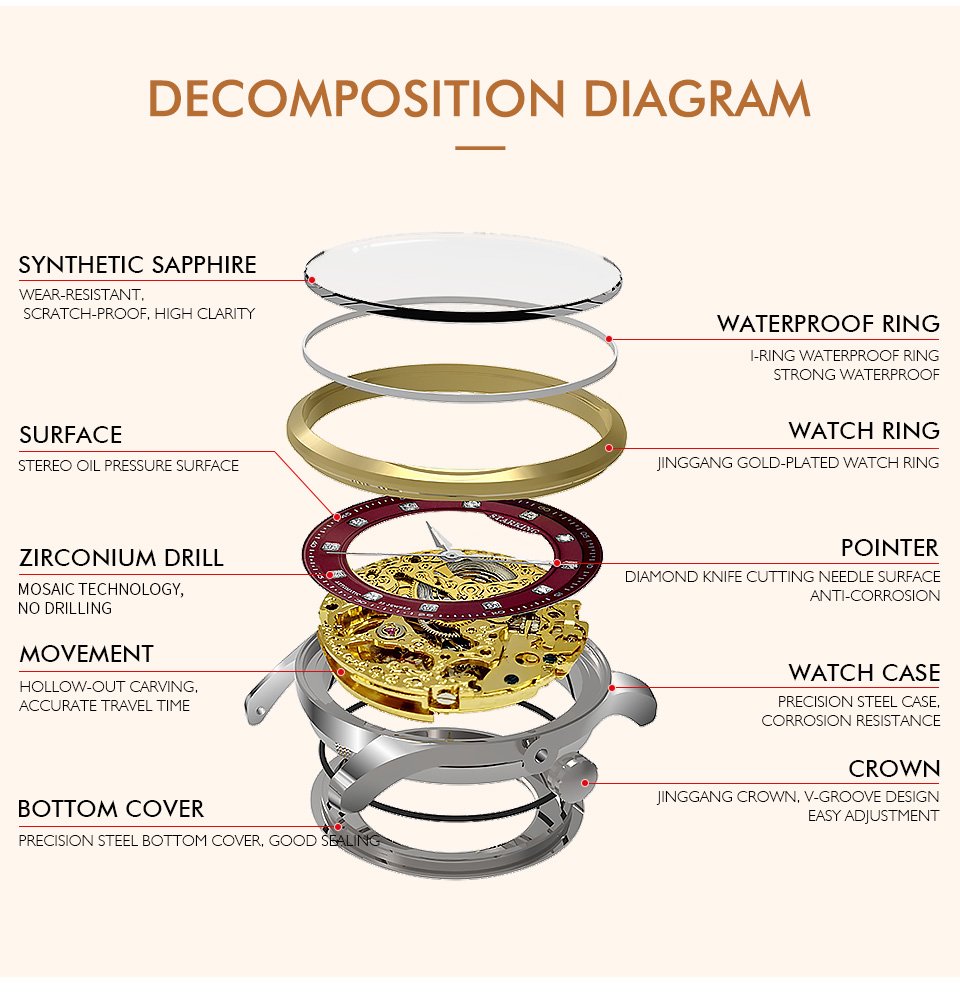 DECOMPOSITION DIAGRAM
SYNTHETIC SAPPHIRE
WEAR-RESISTANT,
SCRATCH-PROOF, HIGH CLARITY
WATERPROOF RING
I-RING WATERPROOF RING
STRONG WATERPROOF
SURFACE
STEREO OIL PRESSURE SURFACE
WATCH RING
JINGGANG GOLD-PLATED WATCH RING
STARKING
ZIRCONIUM DRILL
MOSAIC TECHNOLOGY,
NO DRILLING
POINTER
DIAMOND KNIFE CUTTING NEEDLE SURFACE
ANTI-CORROSION
MOVEMENT
HOLLOW-OUT CARVING,
ACCURATE TRAVEL TIME
WATCH CASE
PRECISION STEEL CASE,
CORROSION RESISTANCE
CROWN
JINGGANG CROWN, V-GROOVE DESIGN
EASY ADJUSTMENT
BOTTOM COVER
PRECISION STEEL BOTTOM COVER, GOOD SEALING